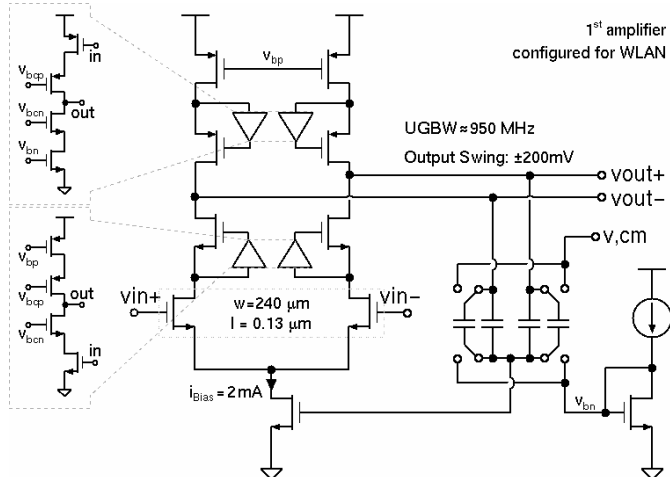 1st amplifier
configured for WLAN
in
vbcp
out
vbcn
vbn
vbp
UGBW≈950 MHz
Output Swing: ±200mV
vout+
vout−
v,cm
vbp
vbcp
out
vbcn
in
vin+
w=240 µm
l = 0.13 µm
vin−
iBias = 2mA
vbn